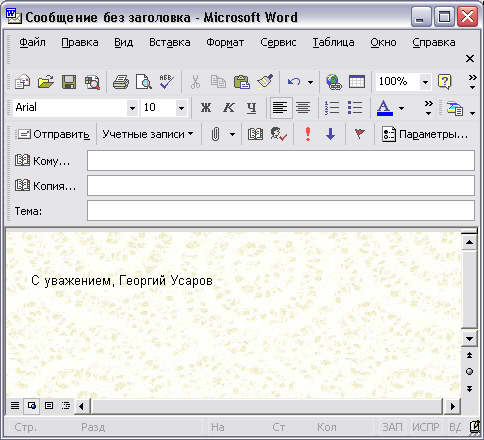 Сообщение без заголовка - Microsoft Word
Файл Правка Вид Вставка Формат Сервис Таблица Окно Справка
100%
Arial 10 Ж К Ч А
Отправить Учетные записи Параметры...
Кому...
Копия...
Тема:
С уважением, Георгий Усаров
Стр. Разд На Ст Кол ЗАП ИСПР ВД